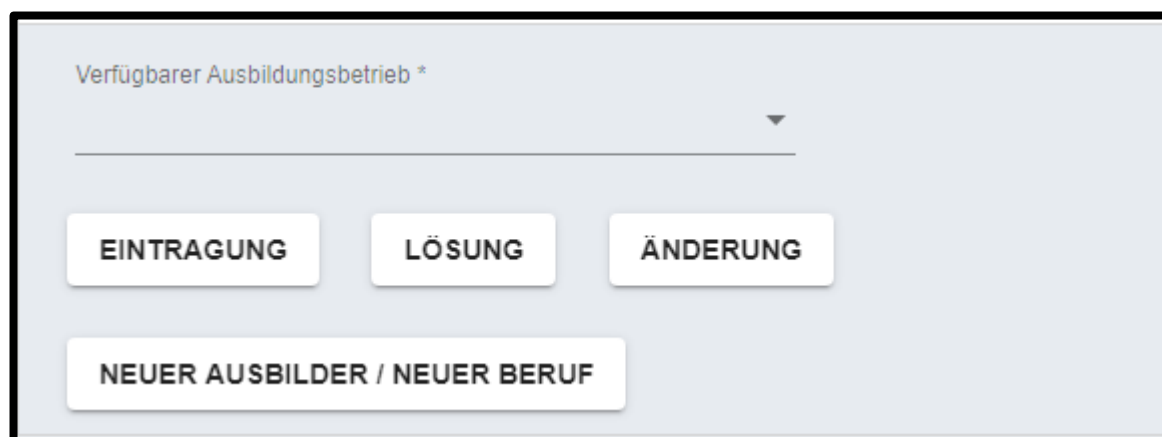 Verfügbarer Ausbildungsbetrieb *
EINTRAGUNG LÖSUNG ÄNDERUNG
NEUER AUSBILDER / NEUER BERUF